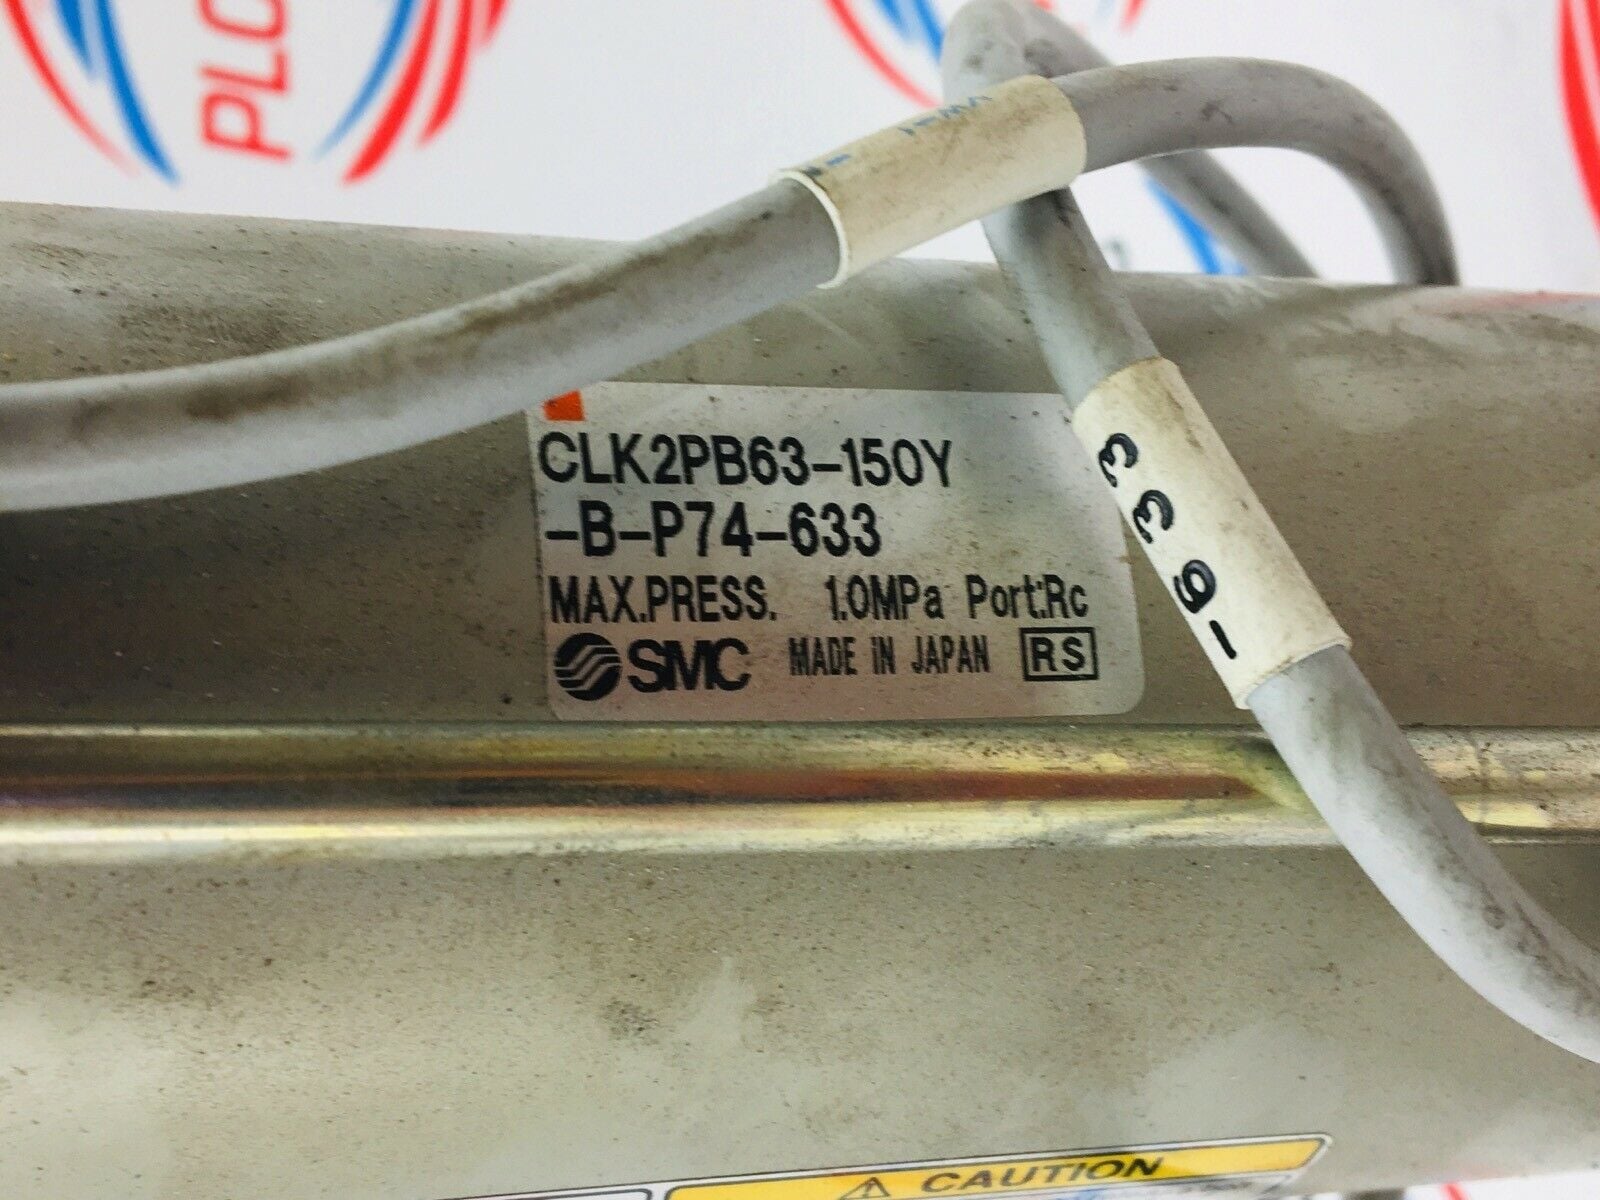 PLC
CLK2PB63-150Y
-B-P74-633
MAX.PRESS. 1.0MPa Port:Rc
SMC MADE IN JAPAN RS
-633
CAUTION